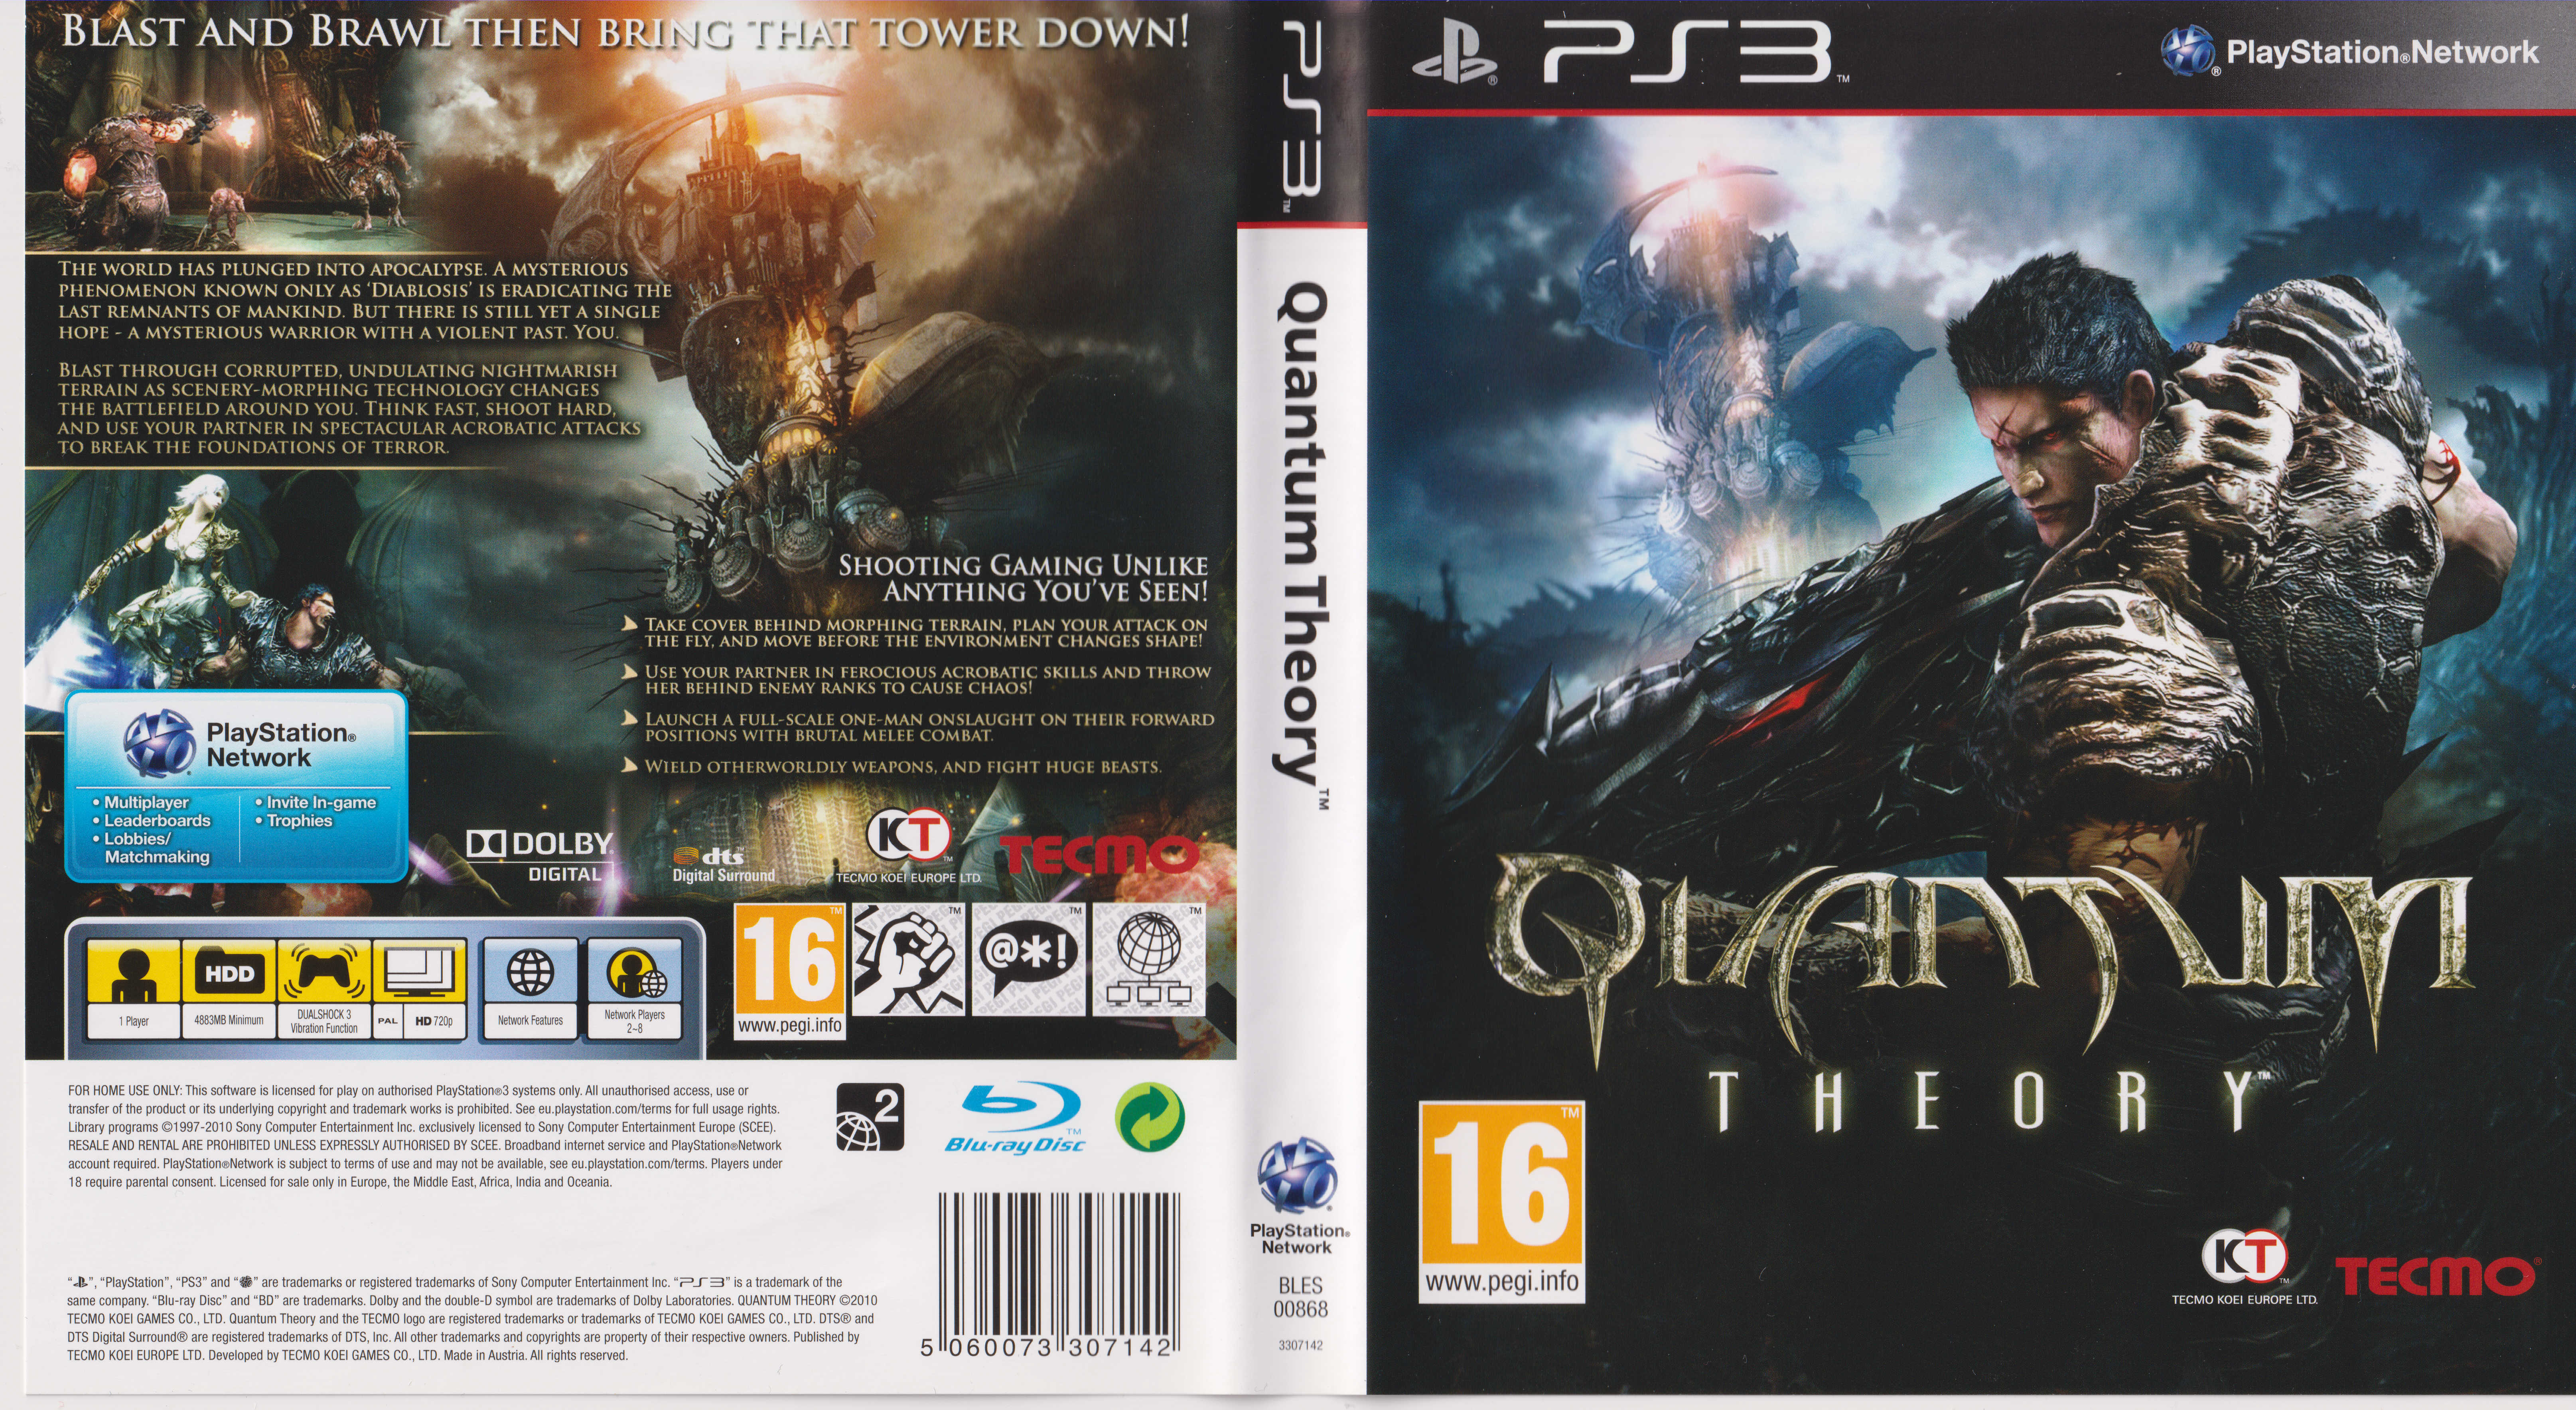 BLAST AND BRAWL THEN BRING THAT TOWER DOWN!
THE WORLD HAS PLUNGED INTO APOCALYPSE. A MYSTERIOUS
PHENOMENON KNOWN ONLY AS ‘DIABLOSIS’ IS ERADICATING THE
LAST REMNANTS OF MANKIND. BUT THERE IS STILL YET A SINGLE
HOPE - A MYSTERIOUS WARRIOR WITH A VIOLENT PAST. YOU.
BLAST THROUGH CORRUPTED, UNDULATING NIGHTMARISH
TERRAIN AS SCENERY-MORPHING TECHNOLOGY CHANGES
THE BATTLEFIELD AROUND YOU. THINK FAST, SHOOT HARD,
AND USE YOUR PARTNER IN SPECTACULAR ACROBATIC ATTACKS
TO BREAK THE FOUNDATIONS OF TERROR.
SHOOTING GAMING UNLIKE
ANYTHING YOU’VE SEEN!
TAKE COVER BEHIND MORPHING TERRAIN, PLAN YOUR ATTACK ON
THE FLY, AND MOVE BEFORE THE ENVIRONMENT CHANGES SHAPE!
USE YOUR PARTNER IN FEROCIOUS ACROBATIC SKILLS AND THROW
HER BEHIND ENEMY RANKS TO CAUSE CHAOS!
LAUNCH A FULL-SCALE ONE-MAN ONSLAUGHT ON THEIR FORWARD
POSITIONS WITH BRUTAL MELEE COMBAT.
WIELD OTHERWORLDLY WEAPONS, AND FIGHT HUGE BEASTS.
PlayStation®
Network
• Multiplayer
• Leaderboards
• Lobbies/
Matchmaking
• Invite In-game
• Trophies
DOLBY
DIGITAL
dts
Digital Surround
KT™
TECMO KOEI EUROPE LTD.
TECMO
1 Player
HDD
4883MB Minimum
DUALSHOCK 3
Vibration Function
PAL HD 720p
Network Features
Network Players
2~8
16™
www.pegi.info
™
@*!™
™
FOR HOME USE ONLY: This software is licensed for play on authorised PlayStation®3 systems only. All unauthorised access, use or
transfer of the product or its underlying copyright and trademark works is prohibited. See eu.playstation.com/terms for full usage rights.
Library programs ©1997-2010 Sony Computer Entertainment Inc. exclusively licensed to Sony Computer Entertainment Europe (SCEE).
RESALE AND RENTAL ARE PROHIBITED UNLESS EXPRESSLY AUTHORISED BY SCEE. Broadband internet service and PlayStation®Network
account required. PlayStation®Network is subject to terms of use and may not be available, see eu.playstation.com/terms. Players under
18 require parental consent. Licensed for sale only in Europe, the Middle East, Africa, India and Oceania.
2
Blu-ray Disc™
“ ”, “PlayStation”, “PS3” and “ ” are trademarks or registered trademarks of Sony Computer Entertainment Inc. “PS3” is a trademark of the
same company. “Blu-ray Disc” and “BD” are trademarks. Dolby and the double-D symbol are trademarks of Dolby Laboratories. QUANTUM THEORY ©2010
TECMO KOEI GAMES CO., LTD. Quantum Theory and the TECMO logo are registered trademarks or trademarks of TECMO KOEI GAMES CO., LTD. DTS® and
DTS Digital Surround® are registered trademarks of DTS, Inc. All other trademarks and copyrights are property of their respective owners. Published by
TECMO KOEI EUROPE LTD. Developed by TECMO KOEI GAMES CO., LTD. Made in Austria. All rights reserved.
5 060073 307142
PS3™
Quantum Theory™
PlayStation®
Network
BLES
00868
3307142
PS3™
PlayStation®Network
QUANTUM
THEORY™
16™
www.pegi.info
KT™
TECMO KOEI EUROPE LTD.
TECMO®